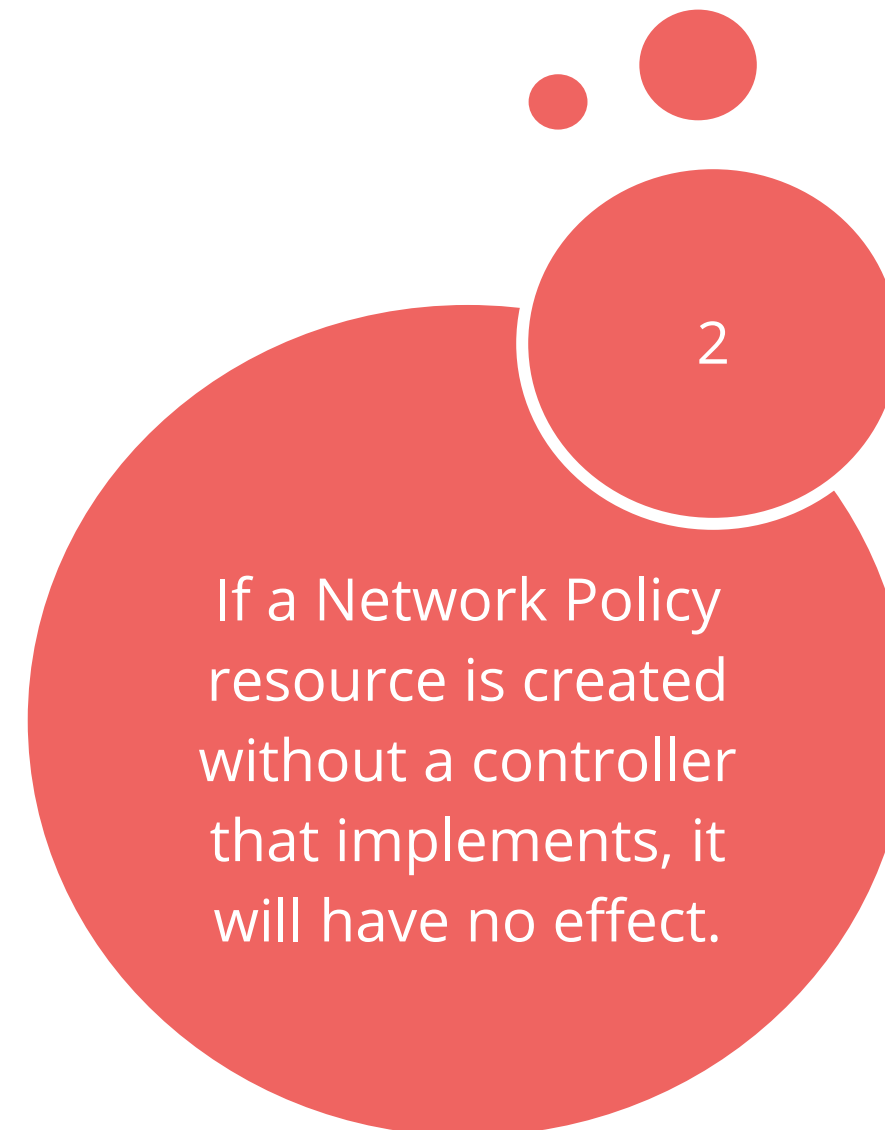 2
If a Network Policy
resource is created
without a controller
that implements, it
will have no effect.